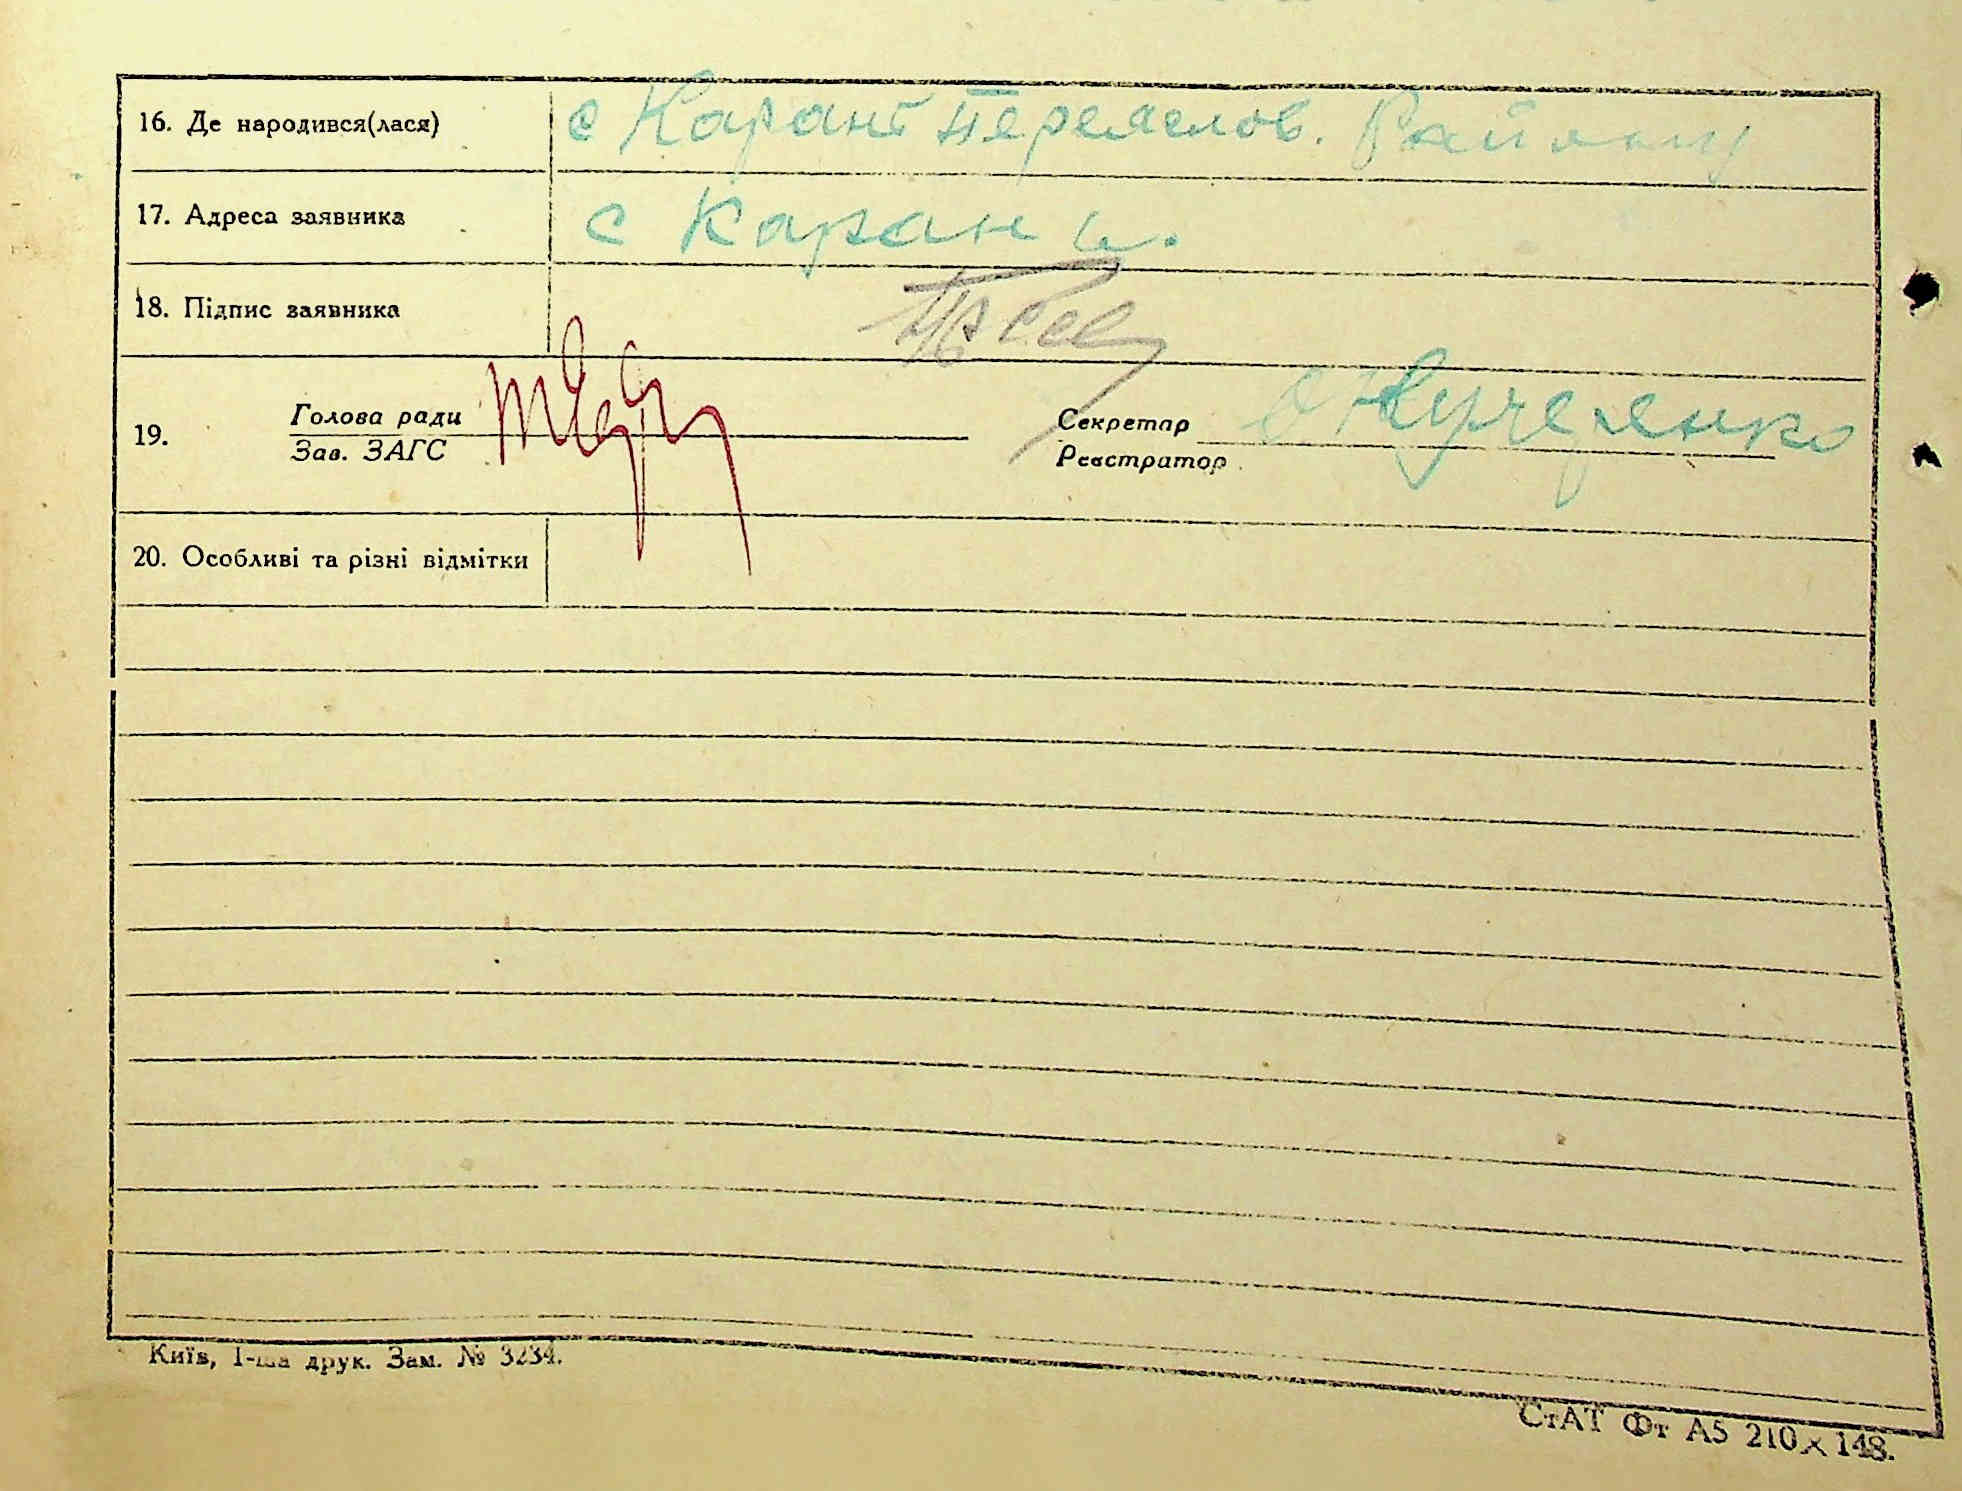 16. Де народився(лася) с Карані Переяслов. Району
17. Адреса заявника с Карань.
18. Підпис заявника
19. Голова ради Секретар Кучеренко
Зав. ЗАГС Реєстратор
20. Особливі та різні відмітки
Київ, 1-ша друк. Зам. № 3234.
СтАТ Фт А5 210×148.